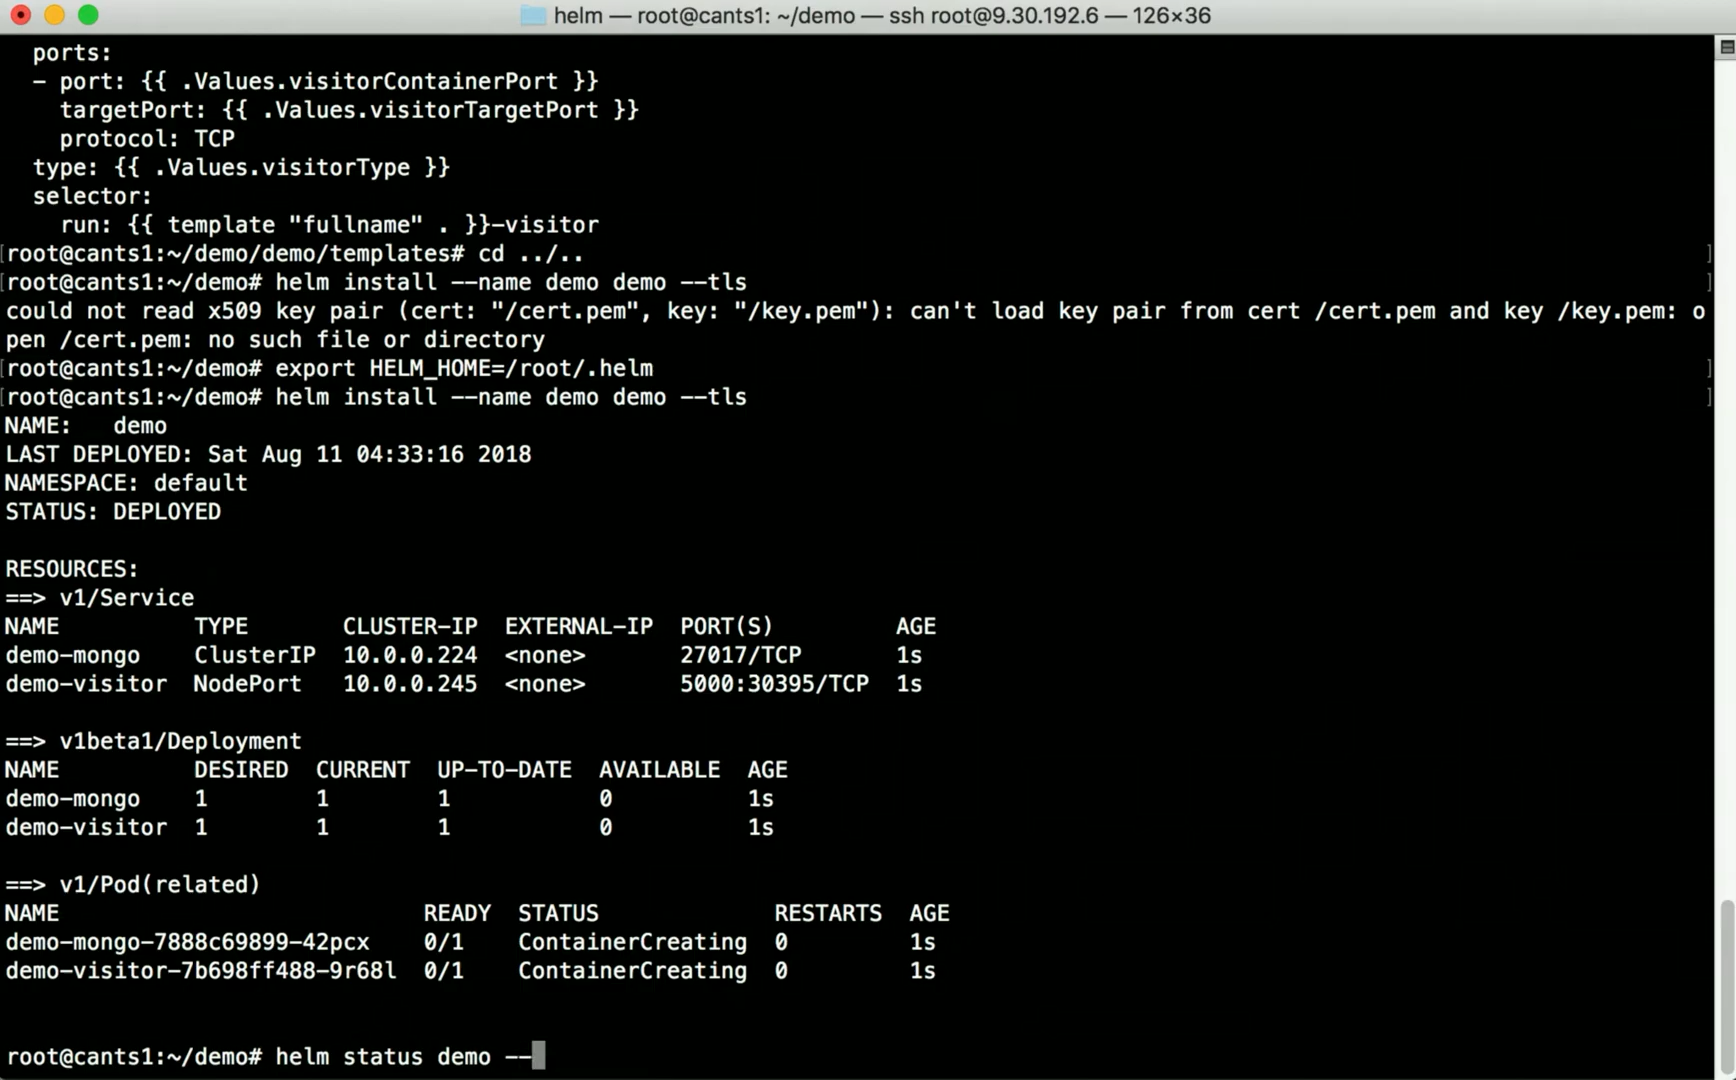 helm — root@cants1: ~/demo — ssh root@9.30.192.6 — 126×36
ports:
- port: {{ .Values.visitorContainerPort }}
targetPort: {{ .Values.visitorTargetPort }}
protocol: TCP
type: {{ .Values.visitorType }}
selector:
run: {{ template "fullname" . }}-visitor
[root@cants1:~/demo/demo/templates# cd ../.. ]
[root@cants1:~/demo# helm install --name demo demo --tls ]
could not read x509 key pair (cert: "/cert.pem", key: "/key.pem"): can't load key pair from cert /cert.pem and key /key.pem: o
pen /cert.pem: no such file or directory
[root@cants1:~/demo# export HELM_HOME=/root/.helm ]
[root@cants1:~/demo# helm install --name demo demo --tls ]
NAME:   demo
LAST DEPLOYED: Sat Aug 11 04:33:16 2018
NAMESPACE: default
STATUS: DEPLOYED
RESOURCES:
==> v1/Service
NAME          TYPE       CLUSTER-IP  EXTERNAL-IP  PORT(S)         AGE
demo-mongo    ClusterIP  10.0.0.224  <none>       27017/TCP       1s
demo-visitor  NodePort   10.0.0.245  <none>       5000:30395/TCP  1s
==> v1beta1/Deployment
NAME          DESIRED  CURRENT  UP-TO-DATE  AVAILABLE  AGE
demo-mongo    1        1        1           0          1s
demo-visitor  1        1        1           0          1s
==> v1/Pod(related)
NAME                           READY  STATUS             RESTARTS  AGE
demo-mongo-7888c69899-42pcx    0/1    ContainerCreating  0         1s
demo-visitor-7b698ff488-9r68l  0/1    ContainerCreating  0         1s
root@cants1:~/demo# helm status demo --